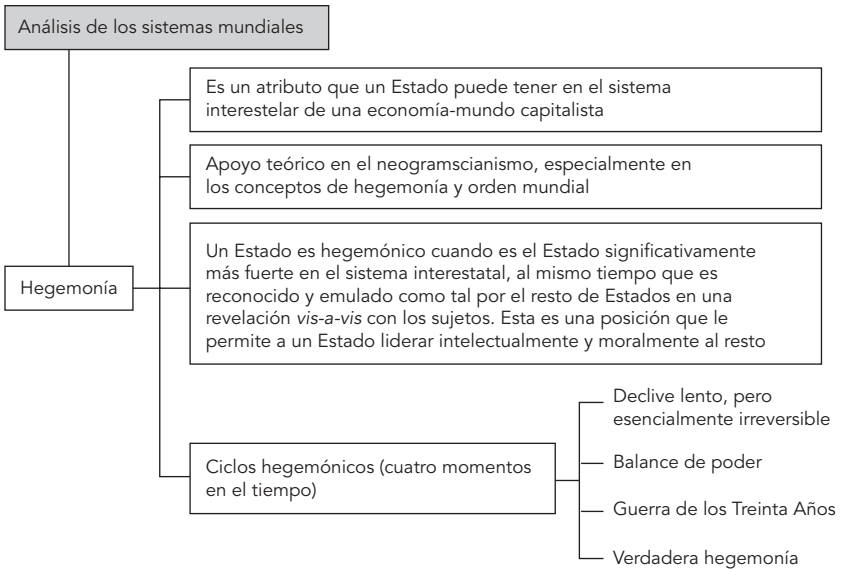 Análisis de los sistemas mundiales
Es un atributo que un Estado puede tener en el sistema
interestelar de una economía-mundo capitalista
Apoyo teórico en el neogramscianismo, especialmente en
los conceptos de hegemonía y orden mundial
Hegemonía
Un Estado es hegemónico cuando es el Estado significativamente
más fuerte en el sistema interestatal, al mismo tiempo que es
reconocido y emulado como tal por el resto de Estados en una
revelación vis-a-vis con los sujetos. Esta es una posición que le
permite a un Estado liderar intelectualmente y moralmente al resto
Ciclos hegemónicos (cuatro momentos
en el tiempo)
Declive lento, pero
esencialmente irreversible
Balance de poder
Guerra de los Treinta Años
Verdadera hegemonía